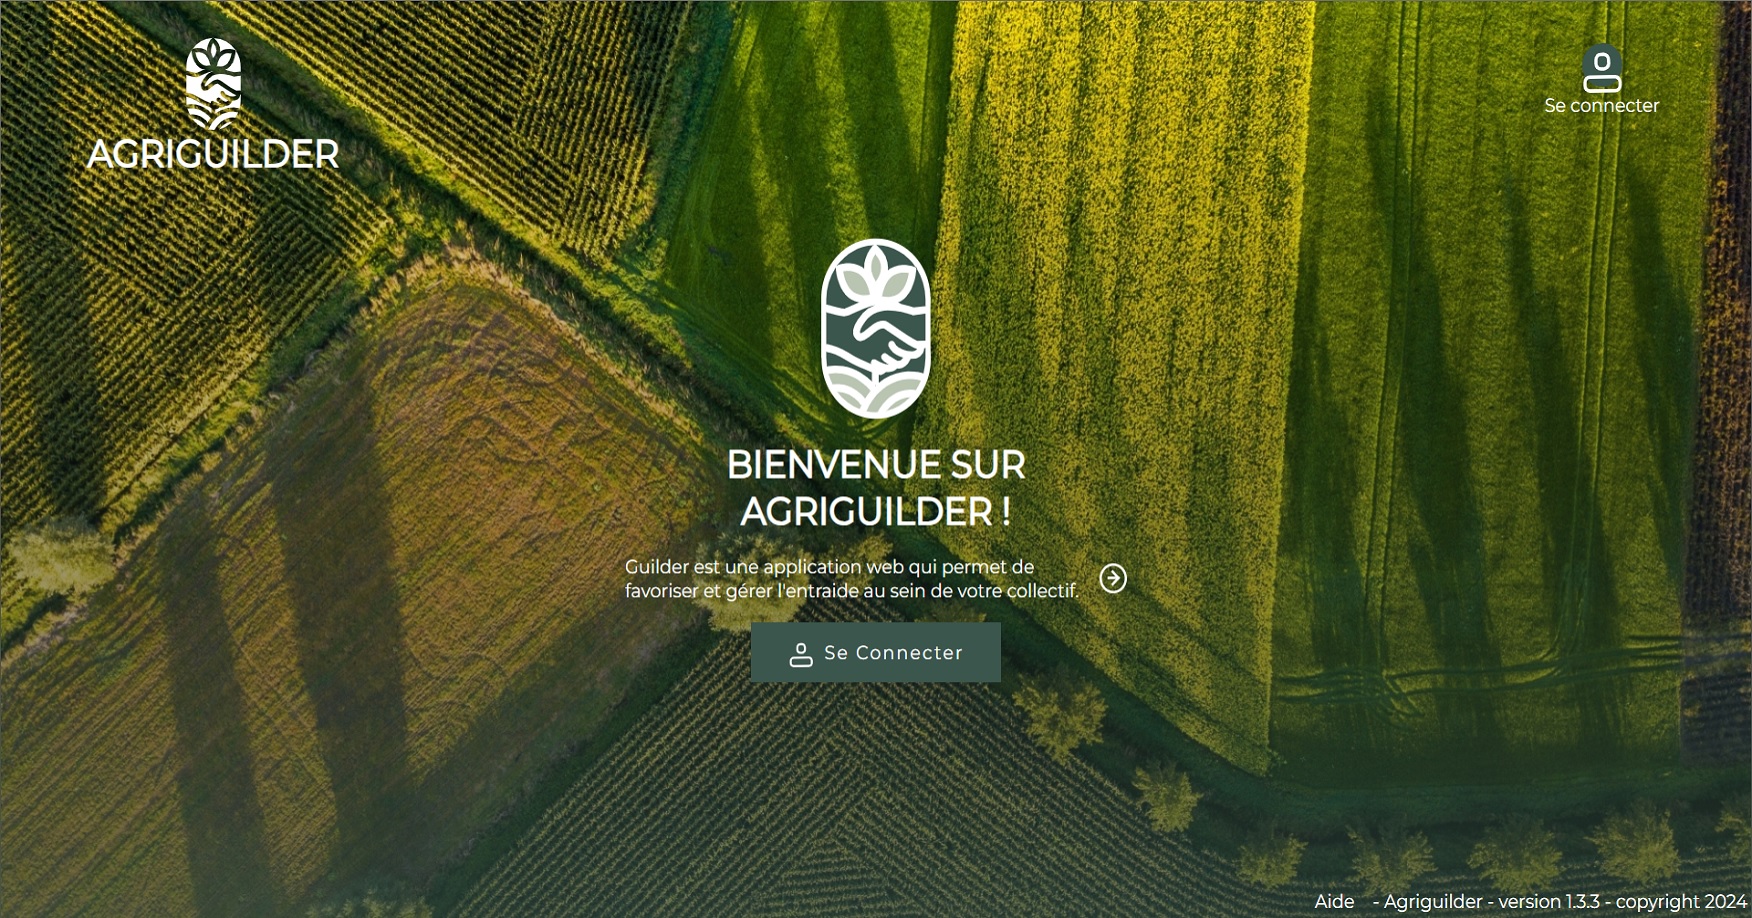 AGRIGUILDER
Se connecter
BIENVENUE SUR
AGRIGUILDER !
Guilder est une application web qui permet de
favoriser et gérer l'entraide au sein de votre collectif.
Se Connecter
Aide - Agriguilder - version 1.3.3 - copyright 2024